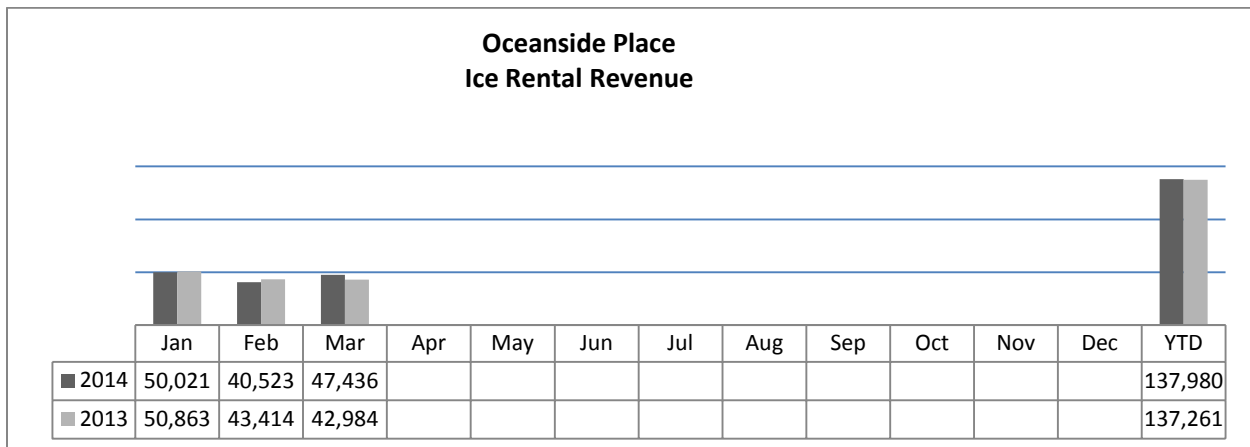 Oceanside Place
Ice Rental Revenue
Jan Feb Mar Apr May Jun Jul Aug Sep Oct Nov Dec YTD
2014 50,021 40,523 47,436 137,980
2013 50,863 43,414 42,984 137,261